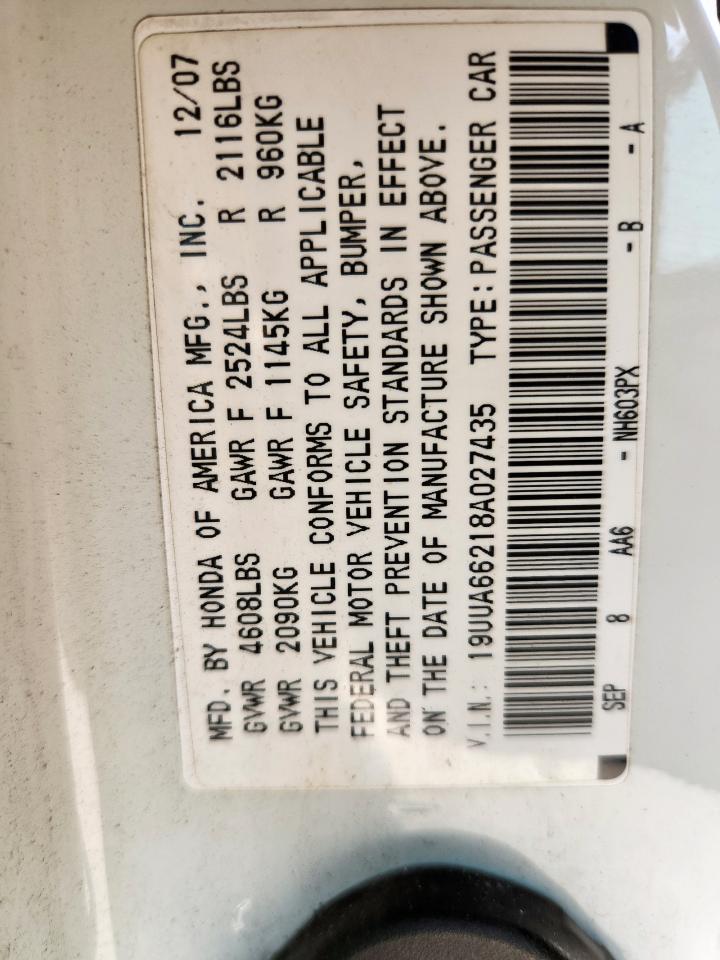 MFD. BY HONDA OF AMERICA MFG., INC. 12/07
GVWR 4608LBS GAWR F 2524LBS R 2116LBS
GVWR 2090KG GAWR F 1145KG R 960KG
THIS VEHICLE CONFORMS TO ALL APPLICABLE
FEDERAL MOTOR VEHICLE SAFETY, BUMPER,
AND THEFT PREVENTION STANDARDS IN EFFECT
ON THE DATE OF MANUFACTURE SHOWN ABOVE.
V.I.N.: 19UUA66218A027435 TYPE: PASSENGER CAR
SEP 8 AA6 - NH603PX - B - A